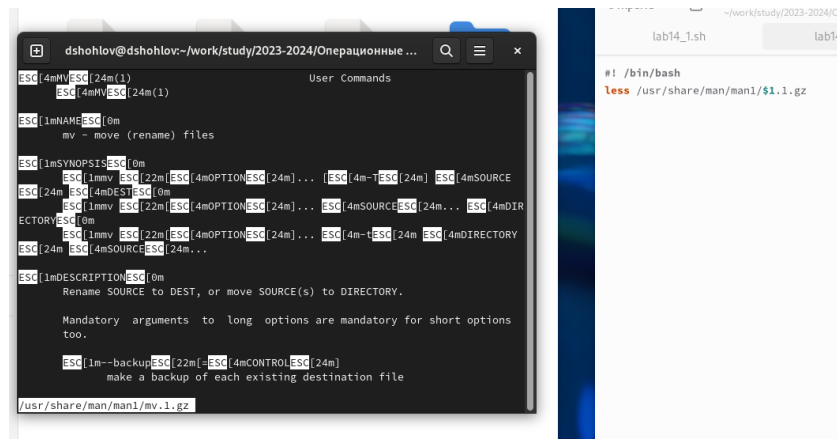 ~/work/study/2023-2024/О
dshohlov@dshohlov:~/work/study/2023-2024/Операционные ...
lab14_1.sh
lab14
ESC[4mMVESC[24m(1) User Commands
ESC[4mMVESC[24m(1)
ESC[1mNAMEESC[0m
mv - move (rename) files
ESC[1mSYNOPSISESC[0m
ESC[1mmv ESC[22m[ESC[4mOPTIONESC[24m]... [ESC[4m-TESC[24m] ESC[4mSOURCE
ESC[24m ESC[4mDESTESC[0m
ESC[1mmv ESC[22m[ESC[4mOPTIONESC[24m]... ESC[4mSOURCEESC[24m... ESC[4mDIR
ECTORYESC[0m
ESC[1mmv ESC[22m[ESC[4mOPTIONESC[24m]... ESC[4m-tESC[24m ESC[4mDIRECTORY
ESC[24m ESC[4mSOURCEESC[24m...
ESC[1mDESCRIPTIONESC[0m
Rename SOURCE to DEST, or move SOURCE(s) to DIRECTORY.
Mandatory arguments to long options are mandatory for short options
too.
ESC[1m--backupESC[22m[=ESC[4mCONTROLESC[24m]
make a backup of each existing destination file
/usr/share/man/man1/mv.1.gz
#! /bin/bash
less /usr/share/man/man1/$1.1.gz